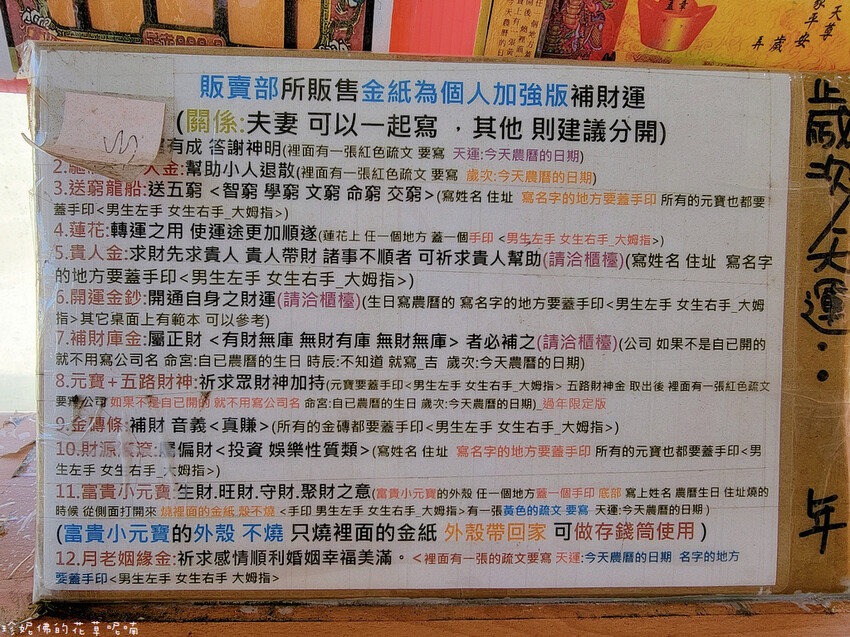 天草
家平安
弄歲
販賣部所販售金紙為個人加強版補財運
(關係:夫妻 可以一起寫 ,其他 則建議分開)
有成 答謝神明(裡面有一張紅色疏文 要寫 天運:今天農曆的日期)
2.驅 大金:幫助小人退散(裡面有一張紅色疏文 要寫 歲次:今天農曆的日期)
3.送窮龍船:送五窮 <智窮 學窮 文窮 命窮 交窮>(寫姓名 住址 寫名字的地方要蓋手印 所有的元寶也都要
蓋手印<男生左手 女生右手_大姆指>)
4.蓮花:轉運之用 使運途更加順遂(蓮花上 任一個地方 蓋一個手印 <男生左手 女生右手_大姆指>)
5.貴人金:求財先求貴人 貴人帶財 諸事不順者 可祈求貴人幫助(請洽櫃檯)(寫姓名 住址 寫名字
的地方要蓋手印<男生左手 女生右手_大姆指>)
6.開運金鈔:開通自身之財運(請洽櫃檯)(生日寫農曆的 寫名字的地方要蓋手印<男生左手 女生右手_大姆
指>其它桌面上有範本 可以參考)
7.補財庫金:屬正財 <有財無庫 無財有庫 無財無庫> 者必補之(請洽櫃檯)(公司 如果不是自已開的
就不用寫公司名 命宮:自已農曆的生日 時辰:不知道 就寫_吉 歲次:今天農曆的日期)
8.元寶+五路財神:祈求眾財神加持(元寶要蓋手印<男生左手 女生右手_大姆指> 五路財神金 取出後 裡面有一張紅色疏文
要寫 公司 如果不是自已開的 就不用寫公司名 命宮:自已農曆的生日 歲次:今天農曆的日期)_過年限定版
9.金磚條:補財 音義<真賺>(所有的金磚都要蓋手印<男生左手 女生右手_大姆指>)
10.財源滾滾:屬偏財<投資 娛樂性質類>(寫姓名 住址 寫名字的地方要蓋手印 所有的元寶也都要蓋手印<男
生左手 女生右手_大姆指>)
11.富貴小元寶:生財.旺財.守財.聚財之意(富貴小元寶的外殼 任一個地方蓋一個手印 底部 寫上姓名 農曆生日 住址燒的
時候 從側面打開來 燒裡面的金紙 殼不燒 <手印 男生左手 女生右手_大姆指>有一張黃色的疏文 要寫 天運:今天農曆的日期)
(富貴小元寶的外殼 不燒 只燒裡面的金紙 外殼帶回家 可做存錢筒使用)
12.月老姻緣金:祈求感情順利婚姻幸福美滿。<裡面有一張的疏文要寫 天運:今天農曆的日期 名字的地方
要蓋手印<男生左手 女生右手 大姆指>
歲次/天運:
年
珍妮佛的花草呢喃